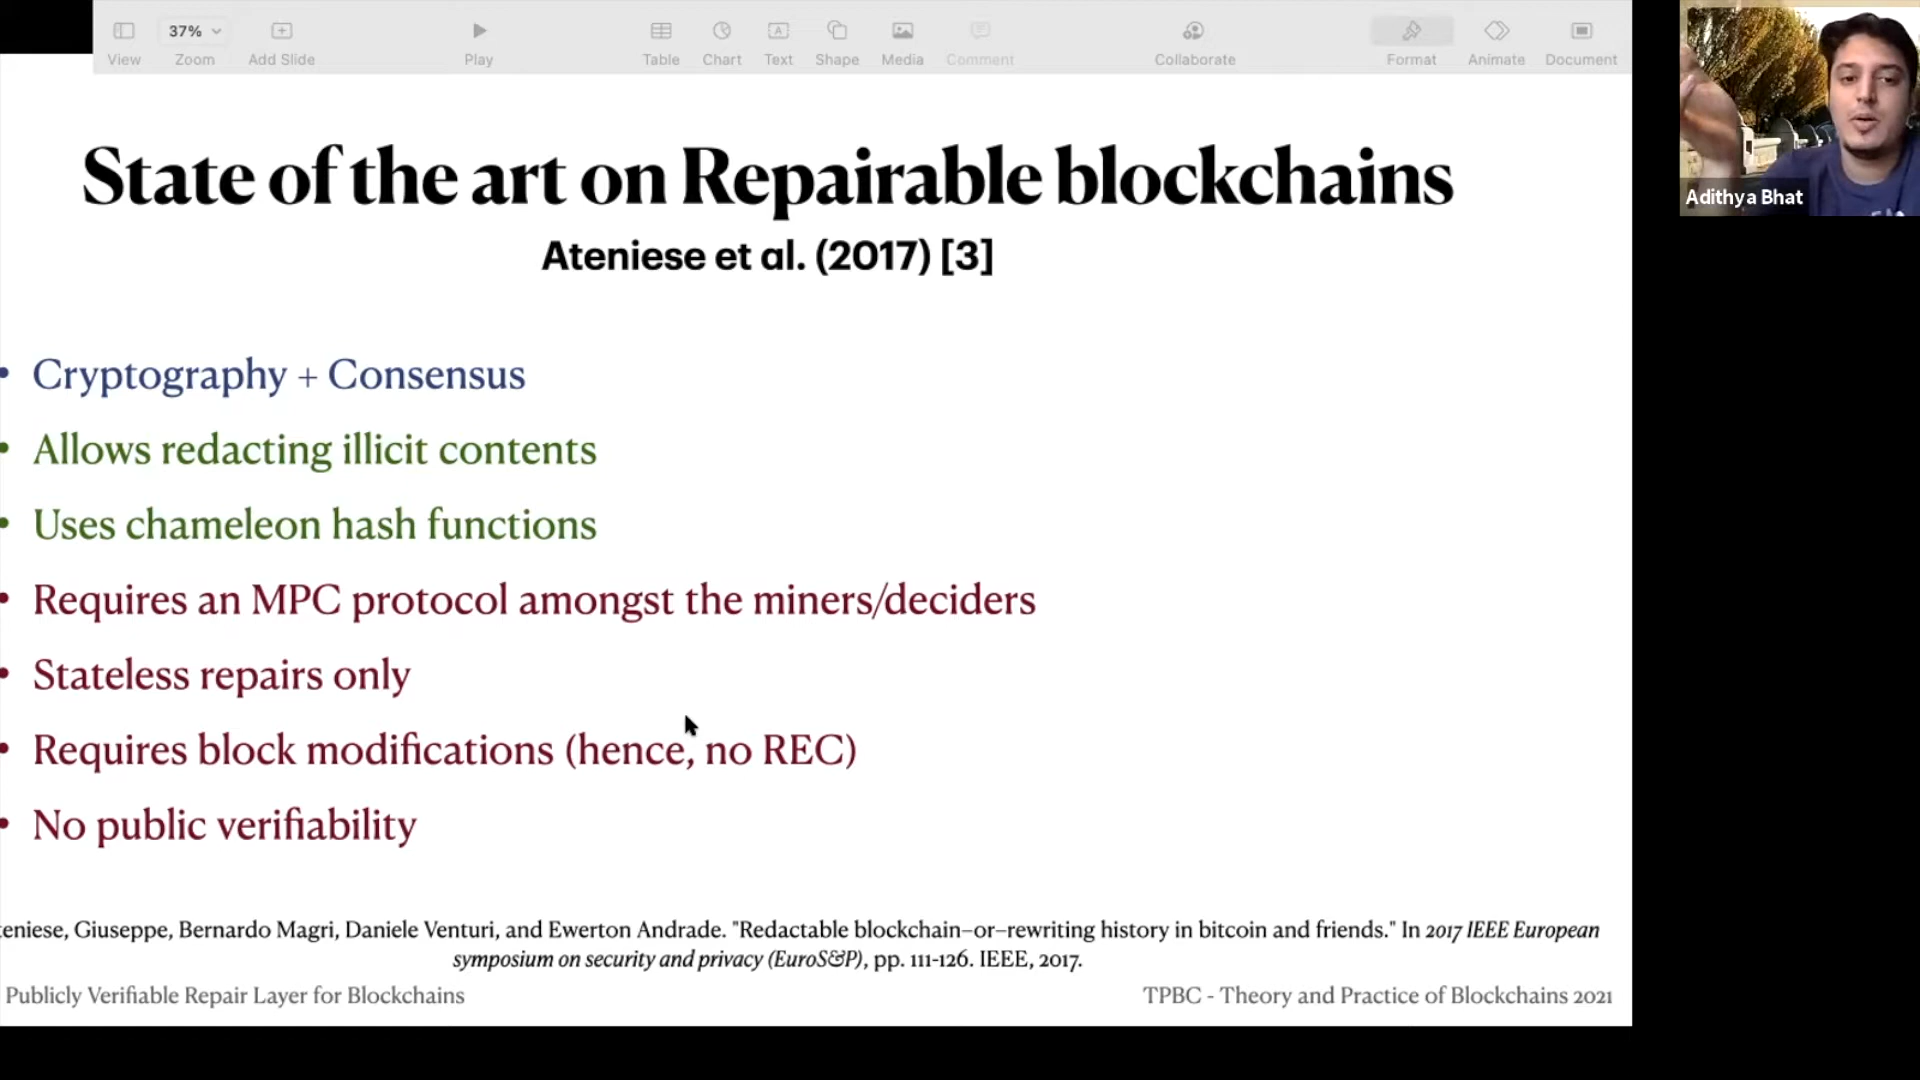 37%
View
Zoom
Add Slide
Play
Table
Chart
Text
Shape
Media
Comment
Collaborate
Format
Animate
Document
Adithya Bhat
State of the art on Repairable blockchains
Ateniese et al. (2017) [3]
• Cryptography + Consensus
• Allows redacting illicit contents
• Uses chameleon hash functions
• Requires an MPC protocol amongst the miners/deciders
• Stateless repairs only
• Requires block modifications (hence, no REC)
• No public verifiability
eniese, Giuseppe, Bernardo Magri, Daniele Venturi, and Ewerton Andrade. "Redactable blockchain–or–rewriting history in bitcoin and friends." In 2017 IEEE European
symposium on security and privacy (EuroS&P), pp. 111-126. IEEE, 2017.
Publicly Verifiable Repair Layer for Blockchains
TPBC - Theory and Practice of Blockchains 2021